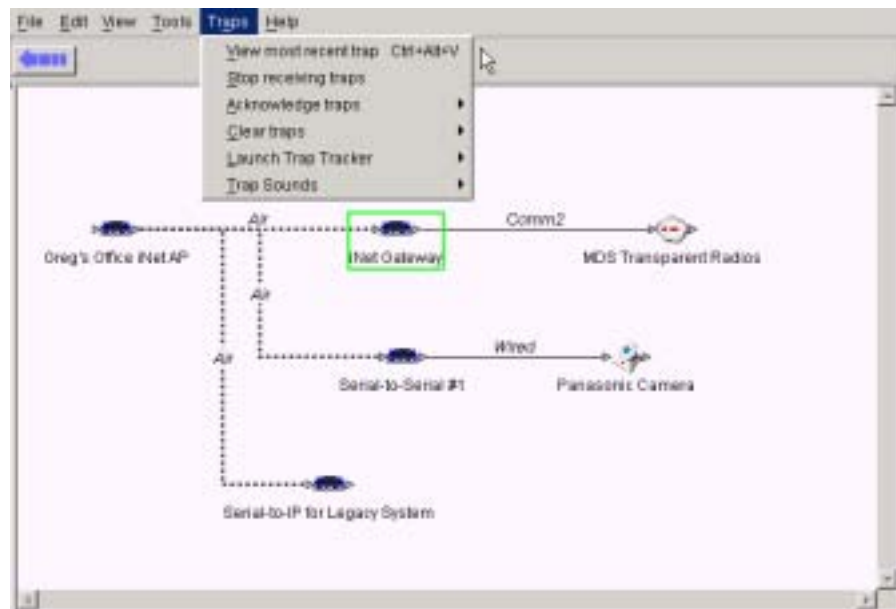 File Edit View Tools Traps Help
View most recent trap Ctrl+Alt+V
Stop receiving traps
Acknowledge traps
Clear traps
Launch Trap Tracker
Trap Sounds
Air
Comm2
Greg's Office iNet AP
iNet Gateway
MDS Transparent Radios
Air
Air
Wired
Serial-to-Serial #1
Panasonic Camera
Serial-to-IP for Legacy System